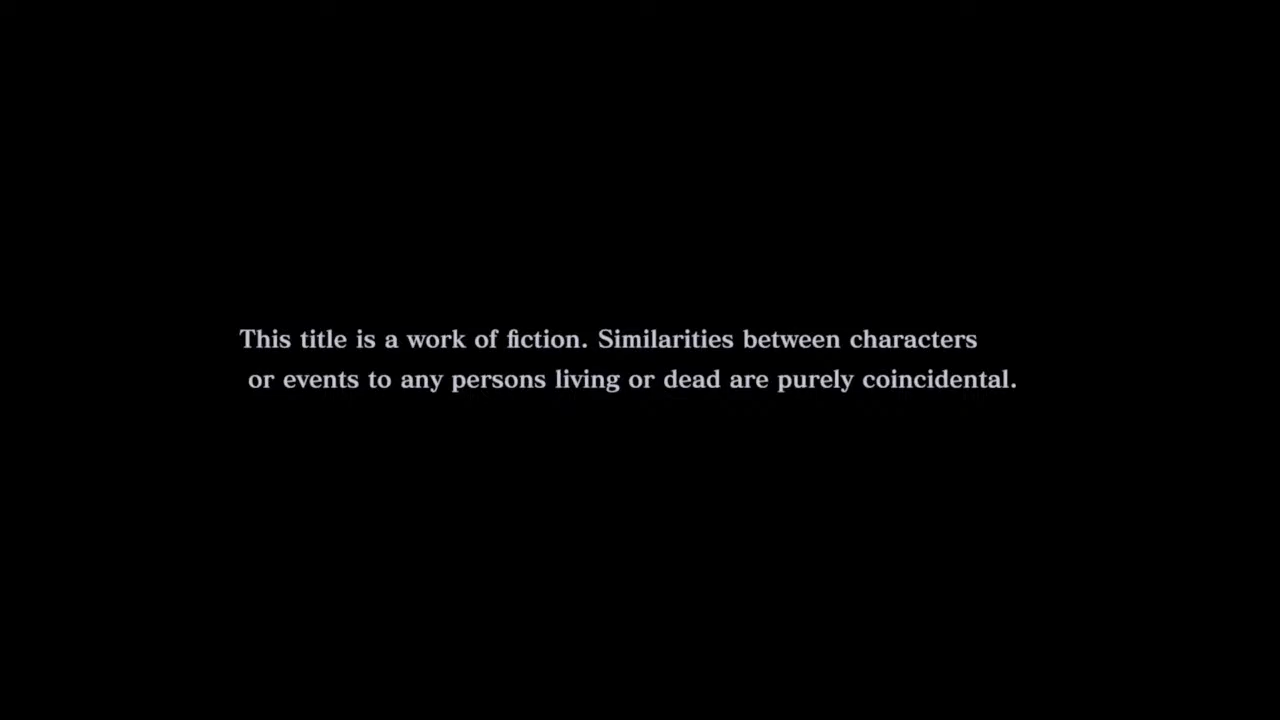 This title is a work of fiction. Similarities between characters
or events to any persons living or dead are purely coincidental.